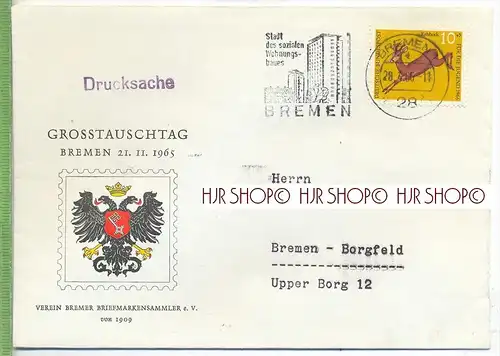 Stadt
des sozialen
Wohnungs-
baues
BREMEN
BREMEN
28
10
Drucksache
GROSSTAUSCHTAG
BREMEN 21. 11. 1965
Herrn
HJR SHOP© HJR SHOP© HJR SHOP©
Bremen - Borgfeld
Upper Borg 12
VEREIN BREMER BRIEFMARKENSAMMLER e. V.
von 1909